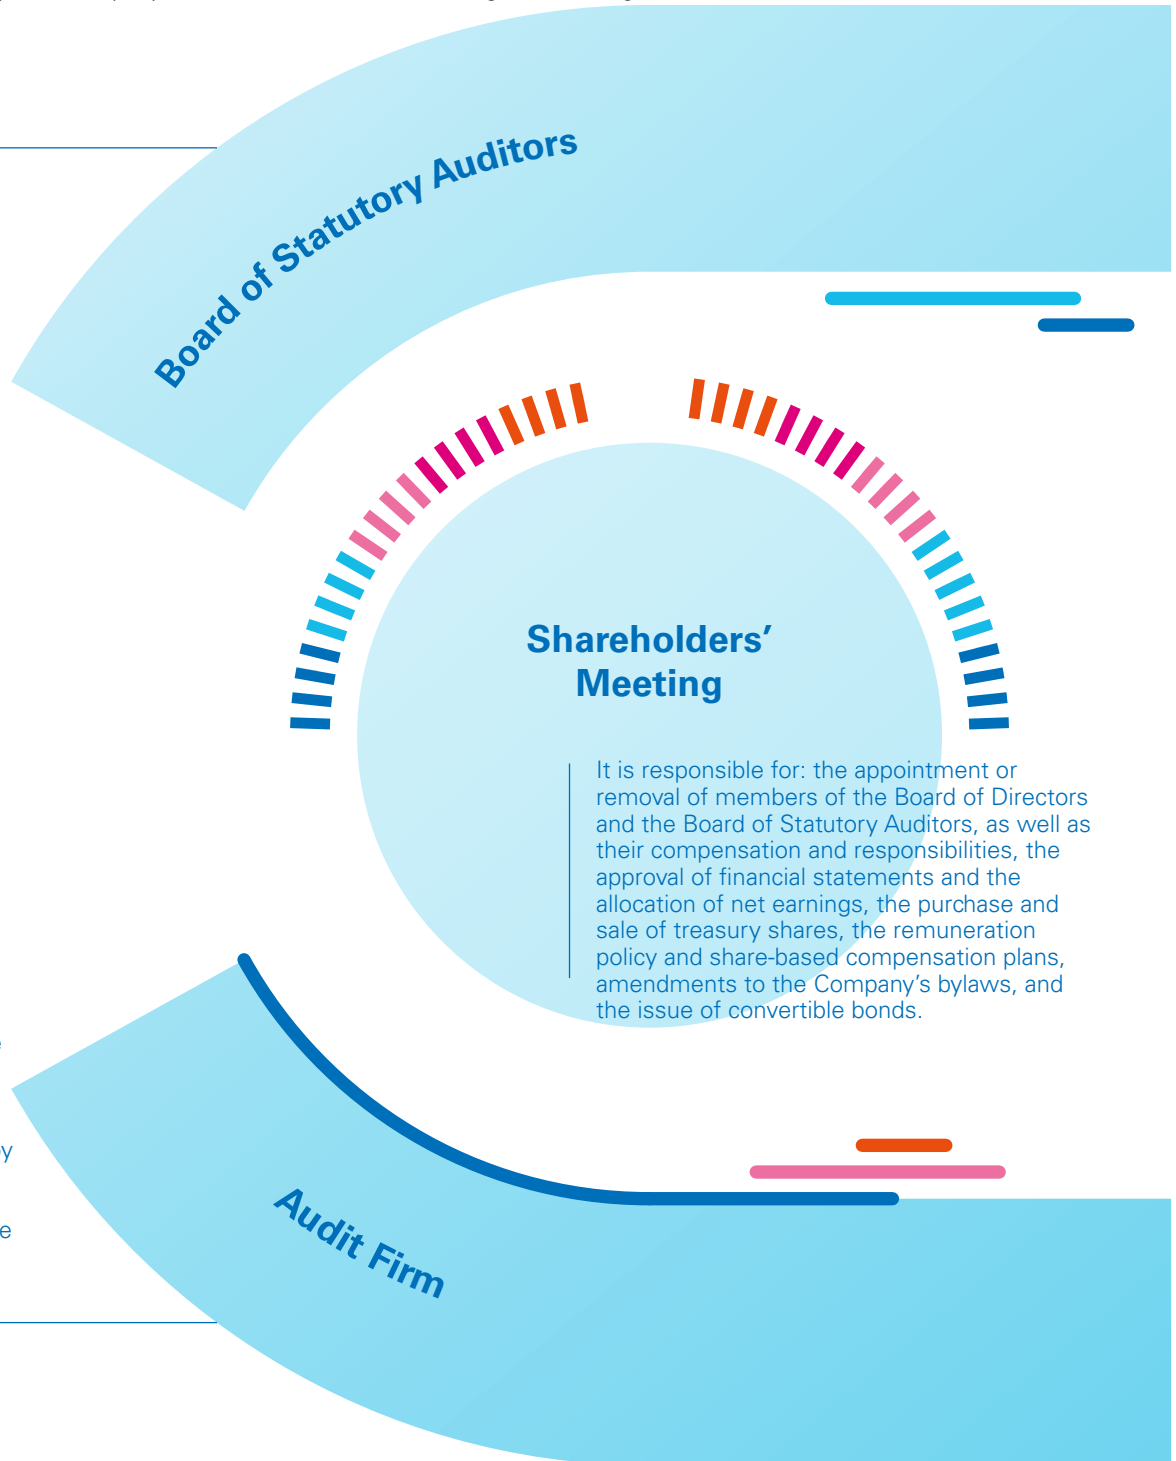 Board of Statutory Auditors
Shareholders’
Meeting
It is responsible for: the appointment or
removal of members of the Board of Directors
and the Board of Statutory Auditors, as well as
their compensation and responsibilities, the
approval of financial statements and the
allocation of net earnings, the purchase and
sale of treasury shares, the remuneration
policy and share-based compensation plans,
amendments to the Company’s bylaws, and
the issue of convertible bonds.
Audit Firm